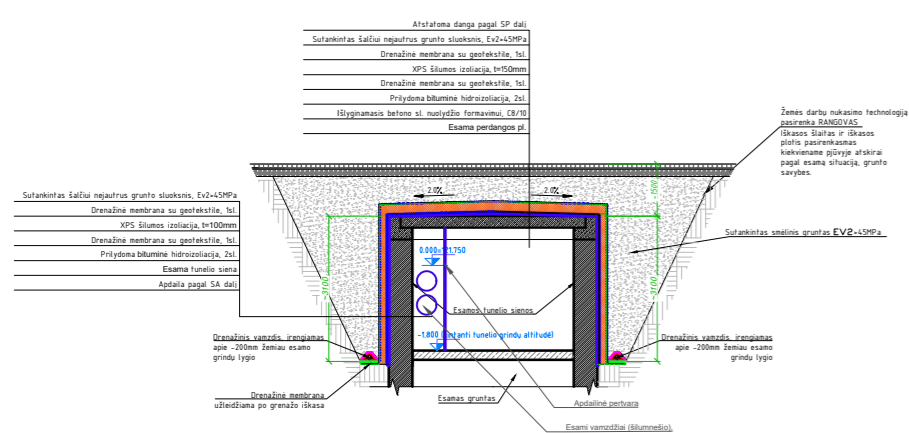 Atstatoma danga pagal SP dalį
Sutankintas šalčiui nejautrus grunto sluoksnis, Ev2=45MPa
Drenažinė membrana su geotekstile, 1sl.
XPS šilumos izoliacija, t=150mm
Drenažinė membrana su geotekstile, 1sl.
Prilydoma bituminė hidroizoliacija, 2sl.
Išlyginamasis betono sl. nuolydžio formavimui, C8/10
Esama perdangos pl.
Žemės darbų nukasimo technologiją
pasirenka RANGOVAS
Iškasos šlaitas ir iškasos
plotis pasirenkasmas
kiekviename pjūvyje atskirai
pagal esamą situaciją, grunto
savybes.
Sutankintas šalčiui nejautrus grunto sluoksnis, Ev2=45MPa
Drenažinė membrana su geotekstile, 1sl.
XPS šilumos izoliacija, t=100mm
Drenažinė membrana su geotekstile, 1sl.
Prilydoma bituminė hidroizoliacija, 2sl.
Esama tunelio siena
Apdaila pagal SA dalį
2.0%
2.0%
~1500
Sutankintas smėlinis gruntas EV2=45MPa
0.000=121.750
~3100
~3100
Esamos tunelio sienos
-1.800 (esanti tunelio grindų altitudė)
Drenažinis vamzdis, įrengiamas
apie -200mm žemiau esamo
grindų lygio
Drenažinis vamzdis, įrengiamas
apie -200mm žemiau esamo
grindų lygio
Drenažinė membrana
užleidžiama po grenažo iškasa
Esamas gruntas
Apdailinė pertvara
Esami vamzdžiai (šilumnešio),